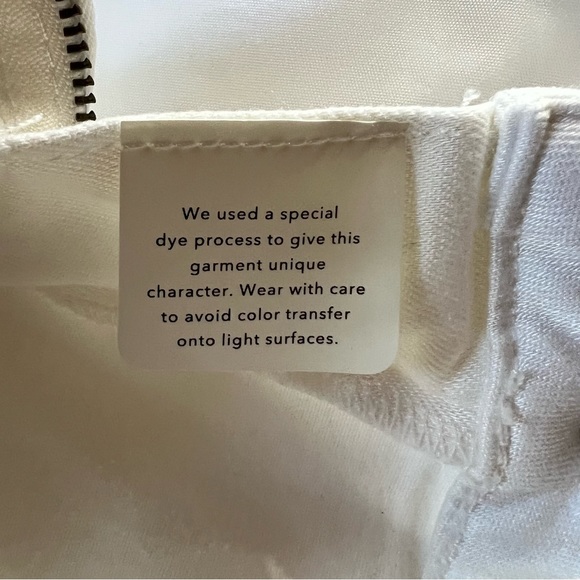 We used a special
dye process to give this
garment unique
character. Wear with care
to avoid color transfer
onto light surfaces.